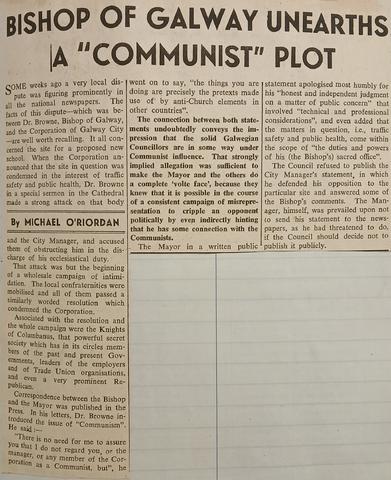 BISHOP OF GALWAY UNEARTHS
A "COMMUNIST" PLOT
SOME weeks ago a very local dis-
pute was figuring prominently in
all the national newspapers. The
facts of this dispute—which was be-
tween Dr. Browne, Bishop of Galway,
and the Corporation of Galway City
—are well worth recalling. It all con-
cerned the site for a proposed new
school. When the Corporation an-
nounced that the site in question was
condemned in the interest of traffic
safety and public health, Dr. Browne
in a special sermon in the Cathedral
made a strong attack on that body
By MICHAEL O'RIORDAN
and the City Manager, and accused
them of obstructing him in the dis-
charge of his ecclesiastical duty.
That attack was but the beginning
of a wholesale campaign of intimi-
dation. The local confraternities were
mobilised and all of them passed a
similarly worded resolution which
condemned the Corporation.
Associated with the resolution and
the whole campaign were the Knights
of Columbanus, that powerful secret
society which has in its circles mem-
bers of the past and present Gov-
ernments, leaders of the employers
and of Trade Union organisations,
and even a very prominent Re-
publican.
Correspondence between the Bishop
and the Mayor was published in the
Press. In his letters, Dr. Browne in-
troduced the issue of "Communism".
He said :—
"There is no need for me to assure
you that I do not regard you, or the
manager, or any member of the Cor-
poration as a Communist, but", he
went on to say, "the things you are
doing are precisely the pretexts made
use of by anti-Church elements in
other countries".
The connection between both state-
ments undoubtedly conveys the im-
pression that the solid Galwegian
Councillors are in some way under
Communist influence. That strongly
implied allegation was sufficient to
make the Mayor and the others do
a complete 'volte face', because they
knew that it is possible in the course
of a consistent campaign of misrepre-
sentation to cripple an opponent
politically by even indirectly hinting
that he has some connection with the
Communists.
The Mayor in a written public
statement apologised most humbly for
his "honest and independent judgment
on a matter of public concern" that
involved "technical and professional
considerations", and even added that
the matters in question, i.e., traffic
safety and public health, come within
the scope of "the duties and powers
of his (the Bishop's) sacred office".
The Council refused to publish the
City Manager's statement, in which
he defended his opposition to the
particular site and answered some of
the Bishop's comments. The Man-
ager, himself, was prevailed upon not
to send his statement to the news-
papers, as he had threatened to do,
if the Council should decide not to
publish it publicly.